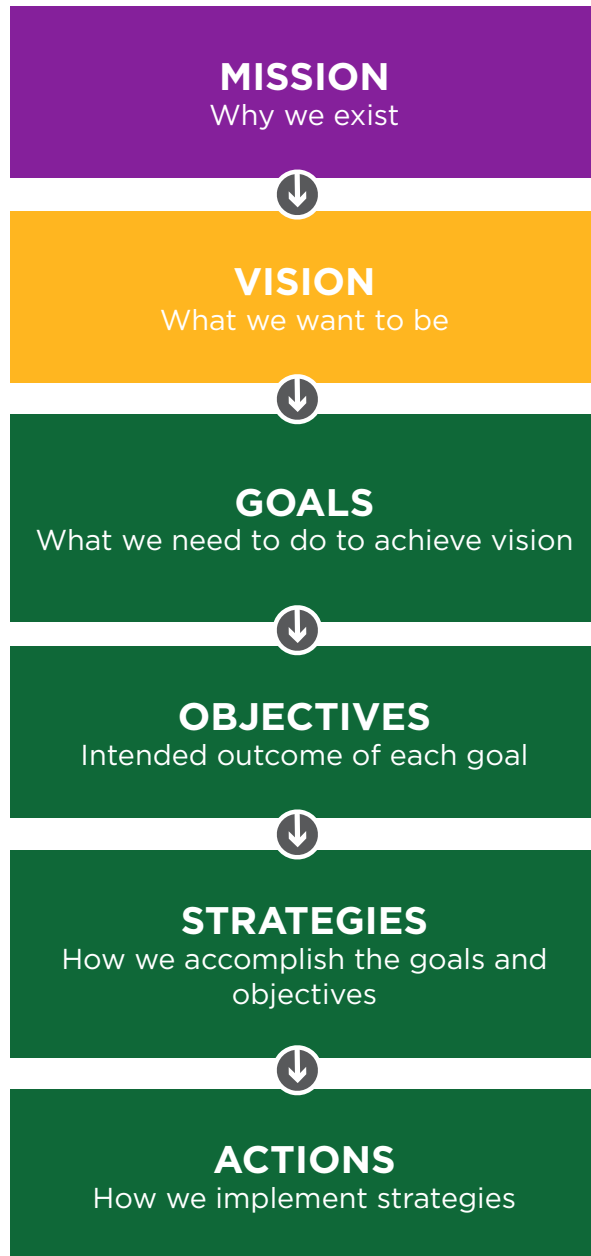 MISSION
Why we exist
VISION
What we want to be
GOALS
What we need to do to achieve vision
OBJECTIVES
Intended outcome of each goal
STRATEGIES
How we accomplish the goals and
objectives
ACTIONS
How we implement strategies